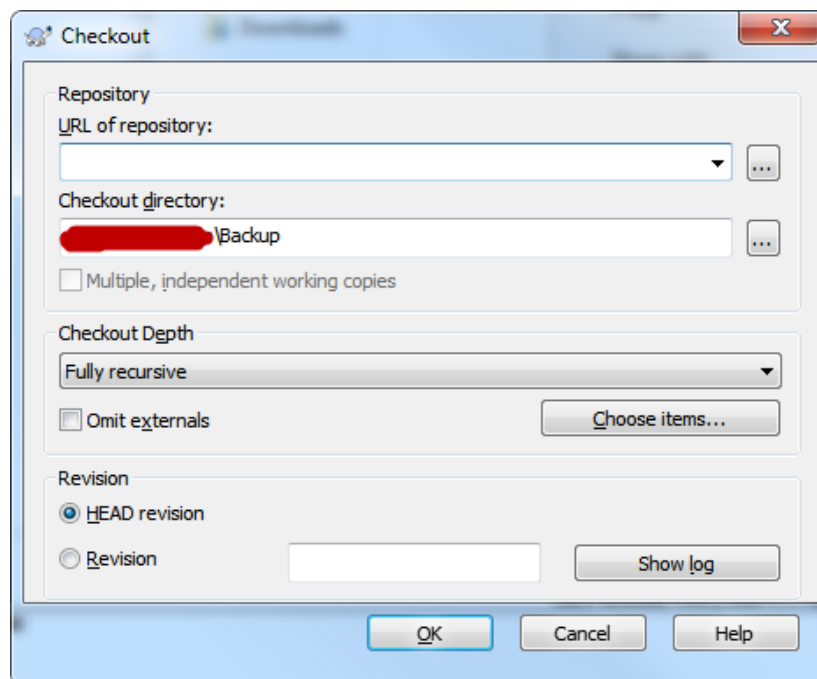 Checkout
Repository
URL of repository:
...
Checkout directory:
\Backup
...
Multiple, independent working copies
Checkout Depth
Fully recursive
Omit externals
Choose items...
Revision
HEAD revision
Revision
Show log
OK
Cancel
Help